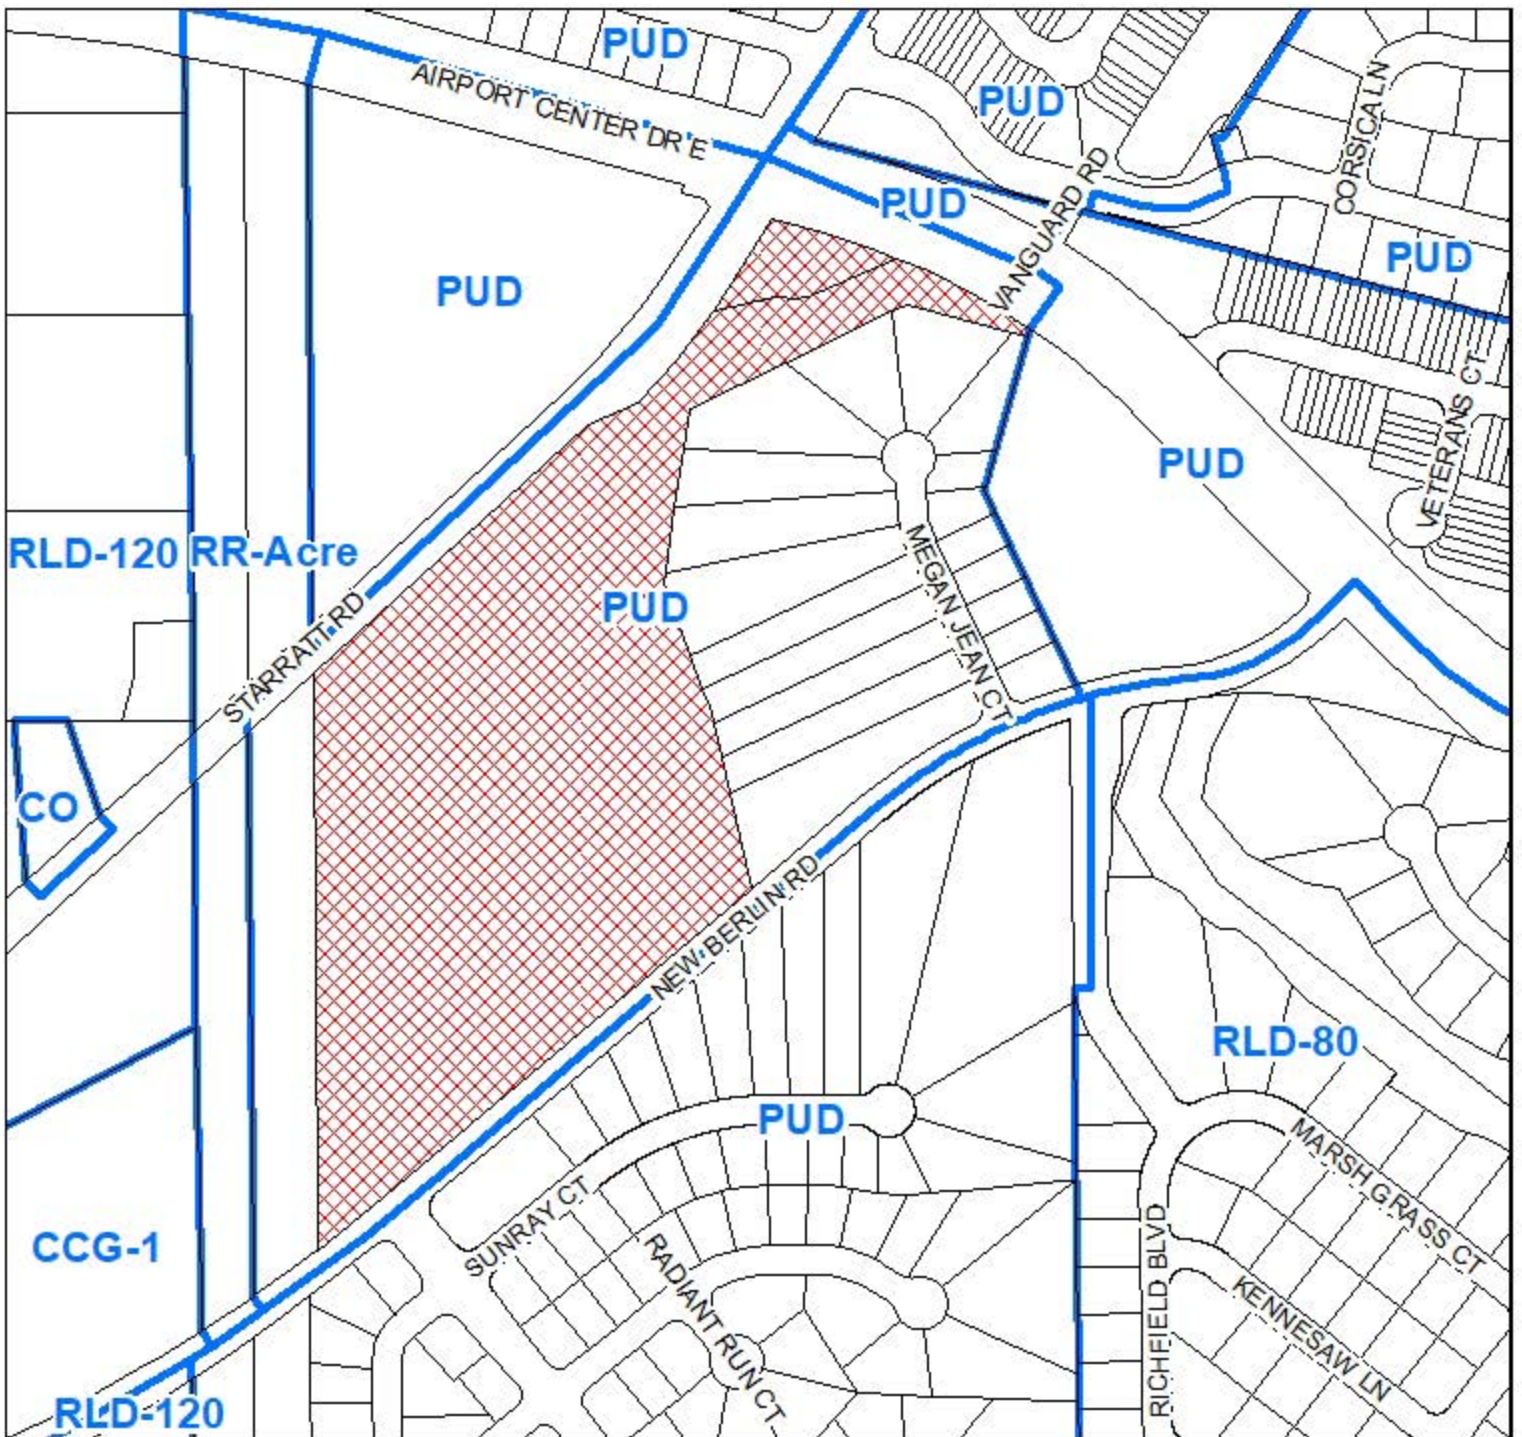 PUD
AIRPORT CENTER DR E
PUD
CORSICA LN
VANGUARD RD
PUD
PUD
PUD
VETERANS CT
PUD
RLD-120
RR-Acre
PUD
MEGAN JEAN CT
STARRATT RD
CO
NEW BERLIN RD
RLD-80
PUD
MARSH GRASS CT
SUNRAY CT
CCG-1
RADIANT RUN CT
RICHFIELD BLVD
KENNESAW LN
RLD-120